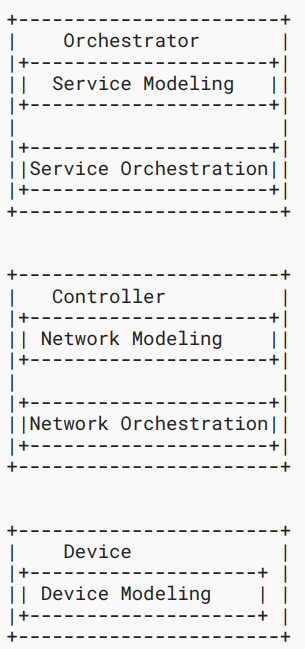 +-----------------------+
|    Orchestrator       |
|+---------------------+|
||  Service Modeling   ||
|+---------------------+|
|                       |
|+---------------------+|
||Service Orchestration||
|+---------------------+|
+-----------------------+
+-----------------------+
|   Controller          |
|+---------------------+|
|| Network Modeling    ||
|+---------------------+|
|                       |
|+---------------------+|
||Network Orchestration||
|+---------------------+|
+-----------------------+
+-----------------------+
|    Device             |
|+--------------------+ |
|| Device Modeling    | |
|+--------------------+ |
+-----------------------+